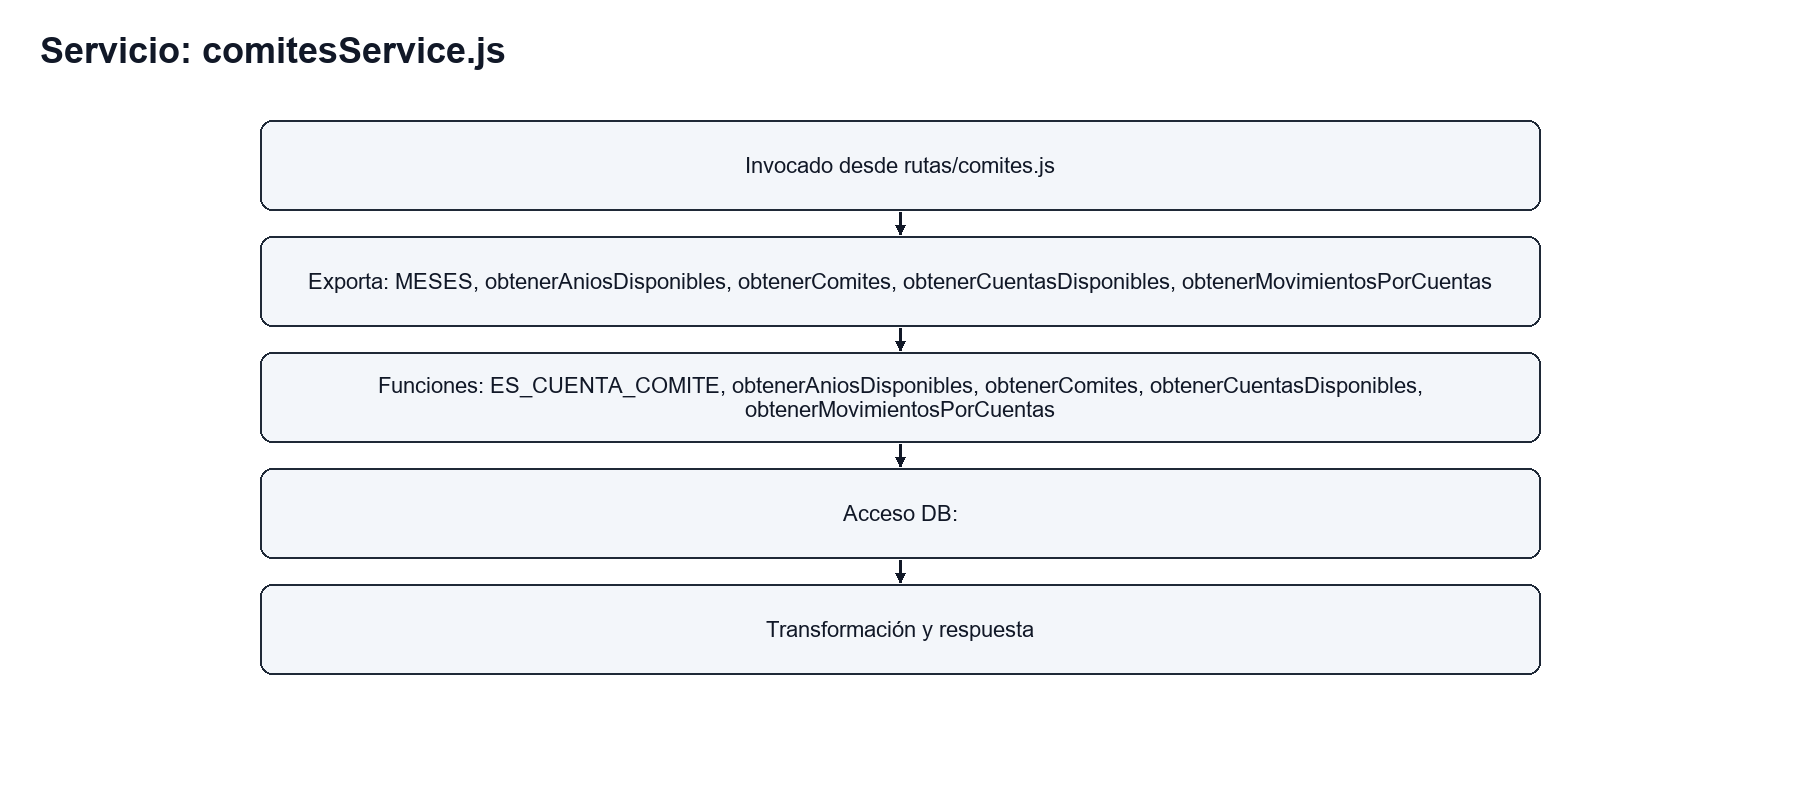 Servicio: comitesService.js
Invocado desde rutas/comites.js
Exporta: MESES, obtenerAniosDisponibles, obtenerComites, obtenerCuentasDisponibles, obtenerMovimientosPorCuentas
Funciones: ES_CUENTA_COMITE, obtenerAniosDisponibles, obtenerComites, obtenerCuentasDisponibles,
obtenerMovimientosPorCuentas
Acceso DB:
Transformación y respuesta